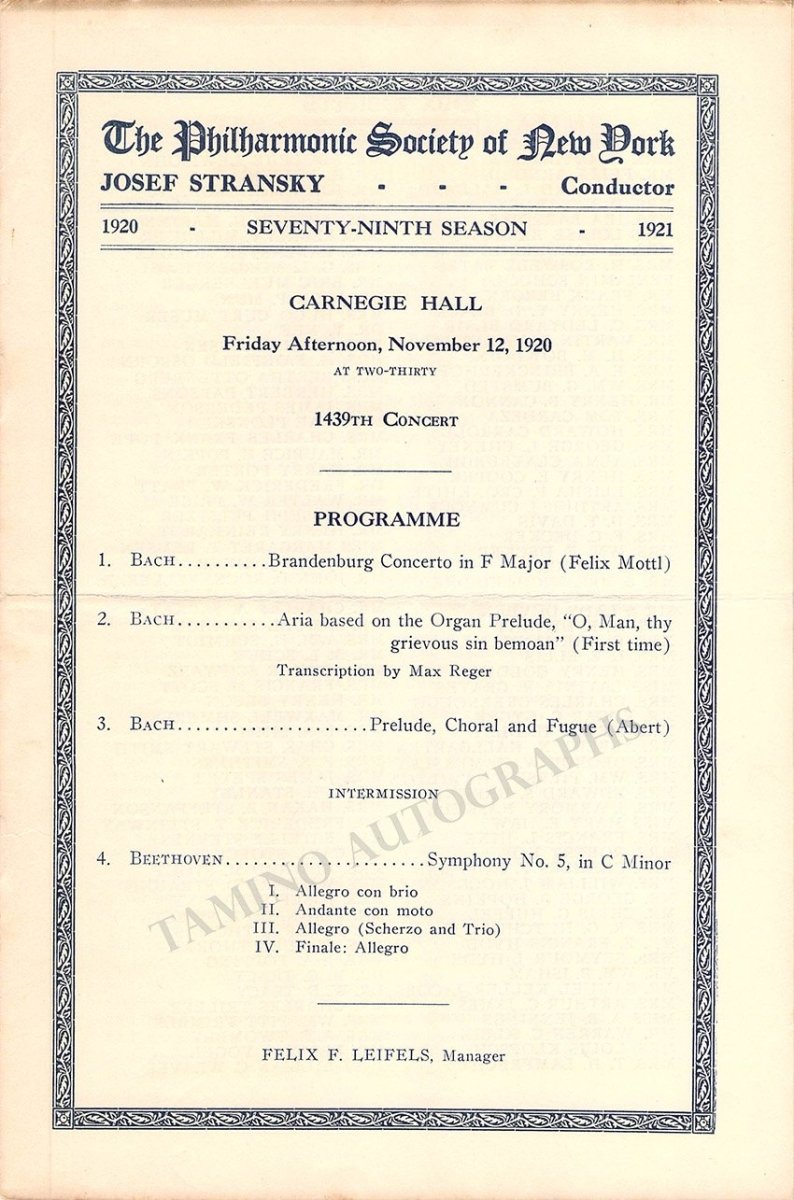 The Philharmonic Society of New York
JOSEF STRANSKY - - - Conductor
1920 - SEVENTY-NINTH SEASON - 1921
CARNEGIE HALL
Friday Afternoon, November 12, 1920
AT TWO-THIRTY
1439TH CONCERT
PROGRAMME
1. BACH..........Brandenburg Concerto in F Major (Felix Mottl)
2. BACH...........Aria based on the Organ Prelude, "O, Man, thy
grievous sin bemoan" (First time)
Transcription by Max Reger
3. BACH.....................Prelude, Choral and Fugue (Abert)
INTERMISSION
4. BEETHOVEN......................Symphony No. 5, in C Minor
I. Allegro con brio
II. Andante con moto
III. Allegro (Scherzo and Trio)
IV. Finale: Allegro
FELIX F. LEIFELS, Manager
TAMINO AUTOGRAPHS